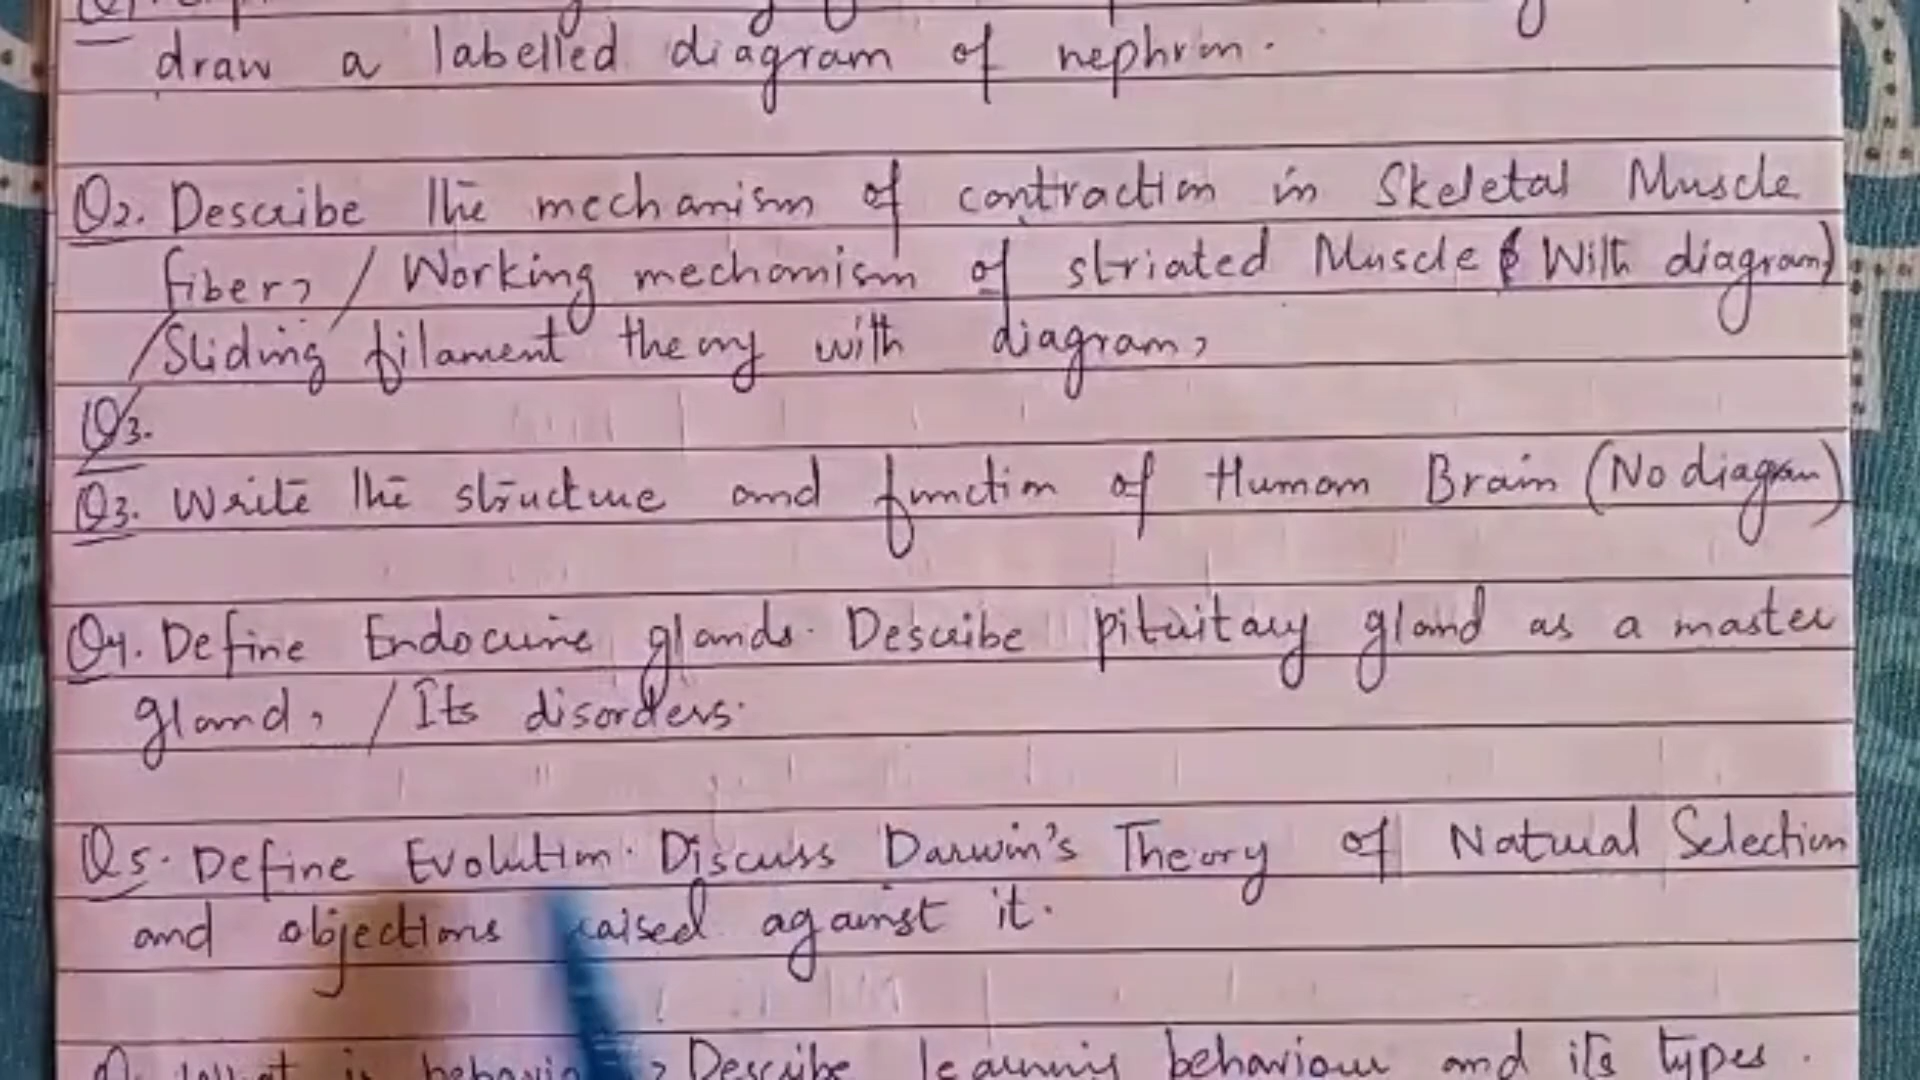 draw a labelled diagram of nephron.
Q2. Describe the mechanism of contraction in Skeletal Muscle
fiber, / Working mechanism of striated Muscle (With diagram)
/Sliding filament theory with diagram,
Q3.
Q3. Write the structure and function of Human Brain (No diagram)
Q4. Define Endocrine glands. Describe pituitary gland as a master
gland, / Its disorders.
Q5. Define Evolution. Discuss Darwin's Theory of Natural Selection
and objections raised against it.
What is behavio ? Describe learning behaviour and its types.